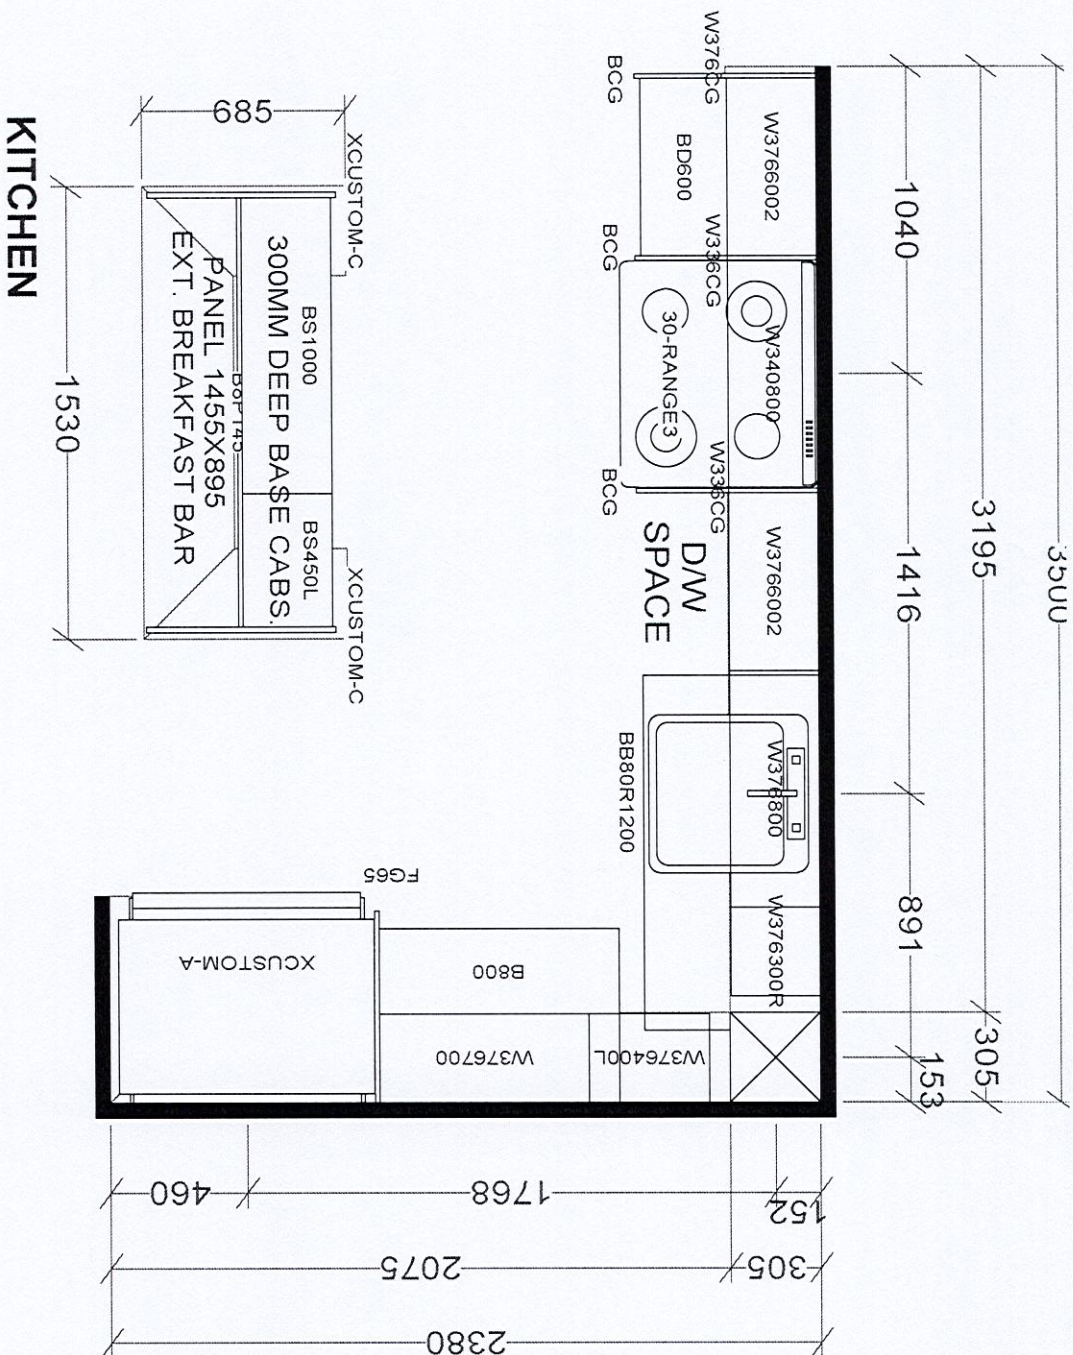 KITCHEN
3500
3195
305
1040
1416
891
153
W376CG
BCG
W3766002
BD600
W336CG
BCG
W340800
30-RANGE3
W336CG
BCG
W3766002
D/W
SPACE
W376800
BB80R1200
W376300R
W376400L
W376700
B800
FG65
XCUSTOM-A
152
1768
460
305
2075
2380
685
1530
XCUSTOM-C
XCUSTOM-C
BS1000
BS450L
300MM DEEP BASE CABS.
PANEL 1455X895
EXT. BREAKFAST BAR